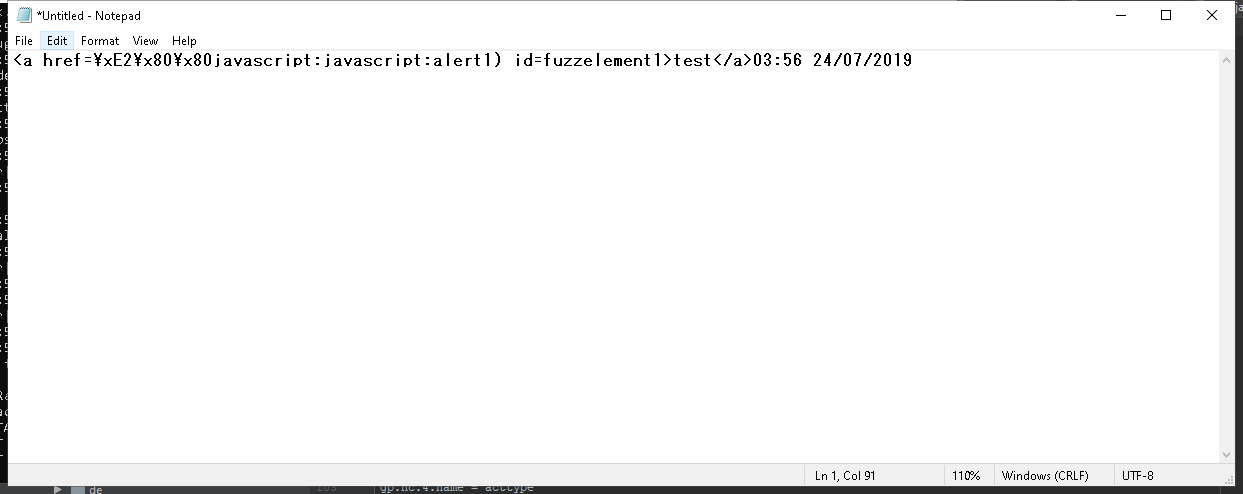 *Untitled - Notepad
File Edit Format View Help
<a href=¥xE2¥x80¥x80javascript:javascript:alert1) id=fuzzelement1>test</a>03:56 24/07/2019
Ln 1, Col 91 110% Windows (CRLF) UTF-8
de